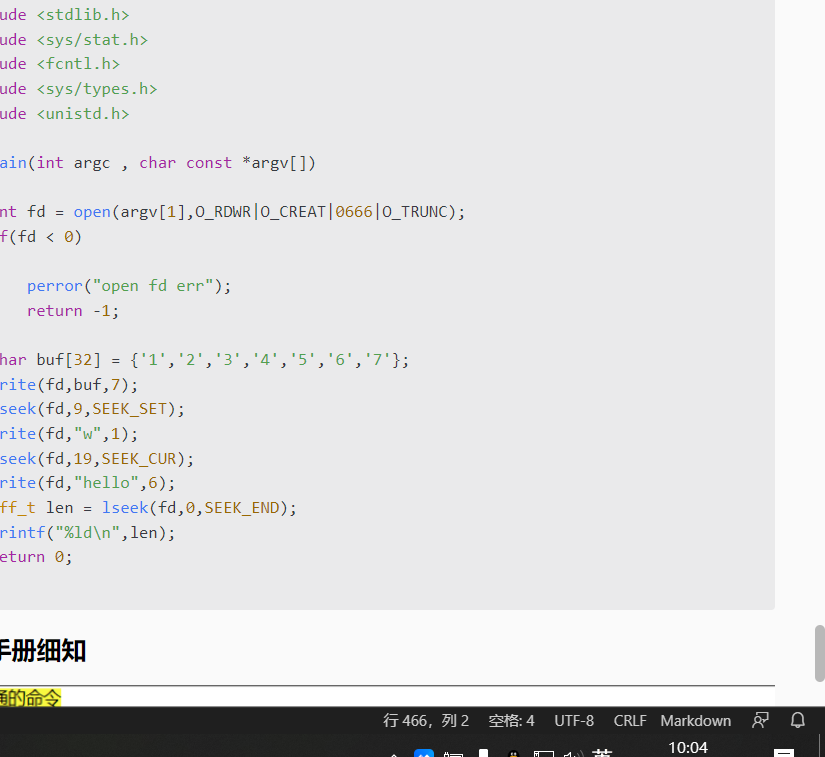 ude <stdlib.h>
ude <sys/stat.h>
ude <fcntl.h>
ude <sys/types.h>
ude <unistd.h>
ain(int argc , char const *argv[])
nt fd = open(argv[1],O_RDWR|O_CREAT|0666|O_TRUNC);
f(fd < 0)
perror("open fd err");
return -1;
har buf[32] = {'1','2','3','4','5','6','7'};
rite(fd,buf,7);
seek(fd,9,SEEK_SET);
rite(fd,"w",1);
seek(fd,19,SEEK_CUR);
rite(fd,"hello",6);
ff_t len = lseek(fd,0,SEEK_END);
rintf("%ld\n",len);
eturn 0;
手册细知
通的命令
行 466，列 2 空格: 4 UTF-8 CRLF Markdown
英 10:04